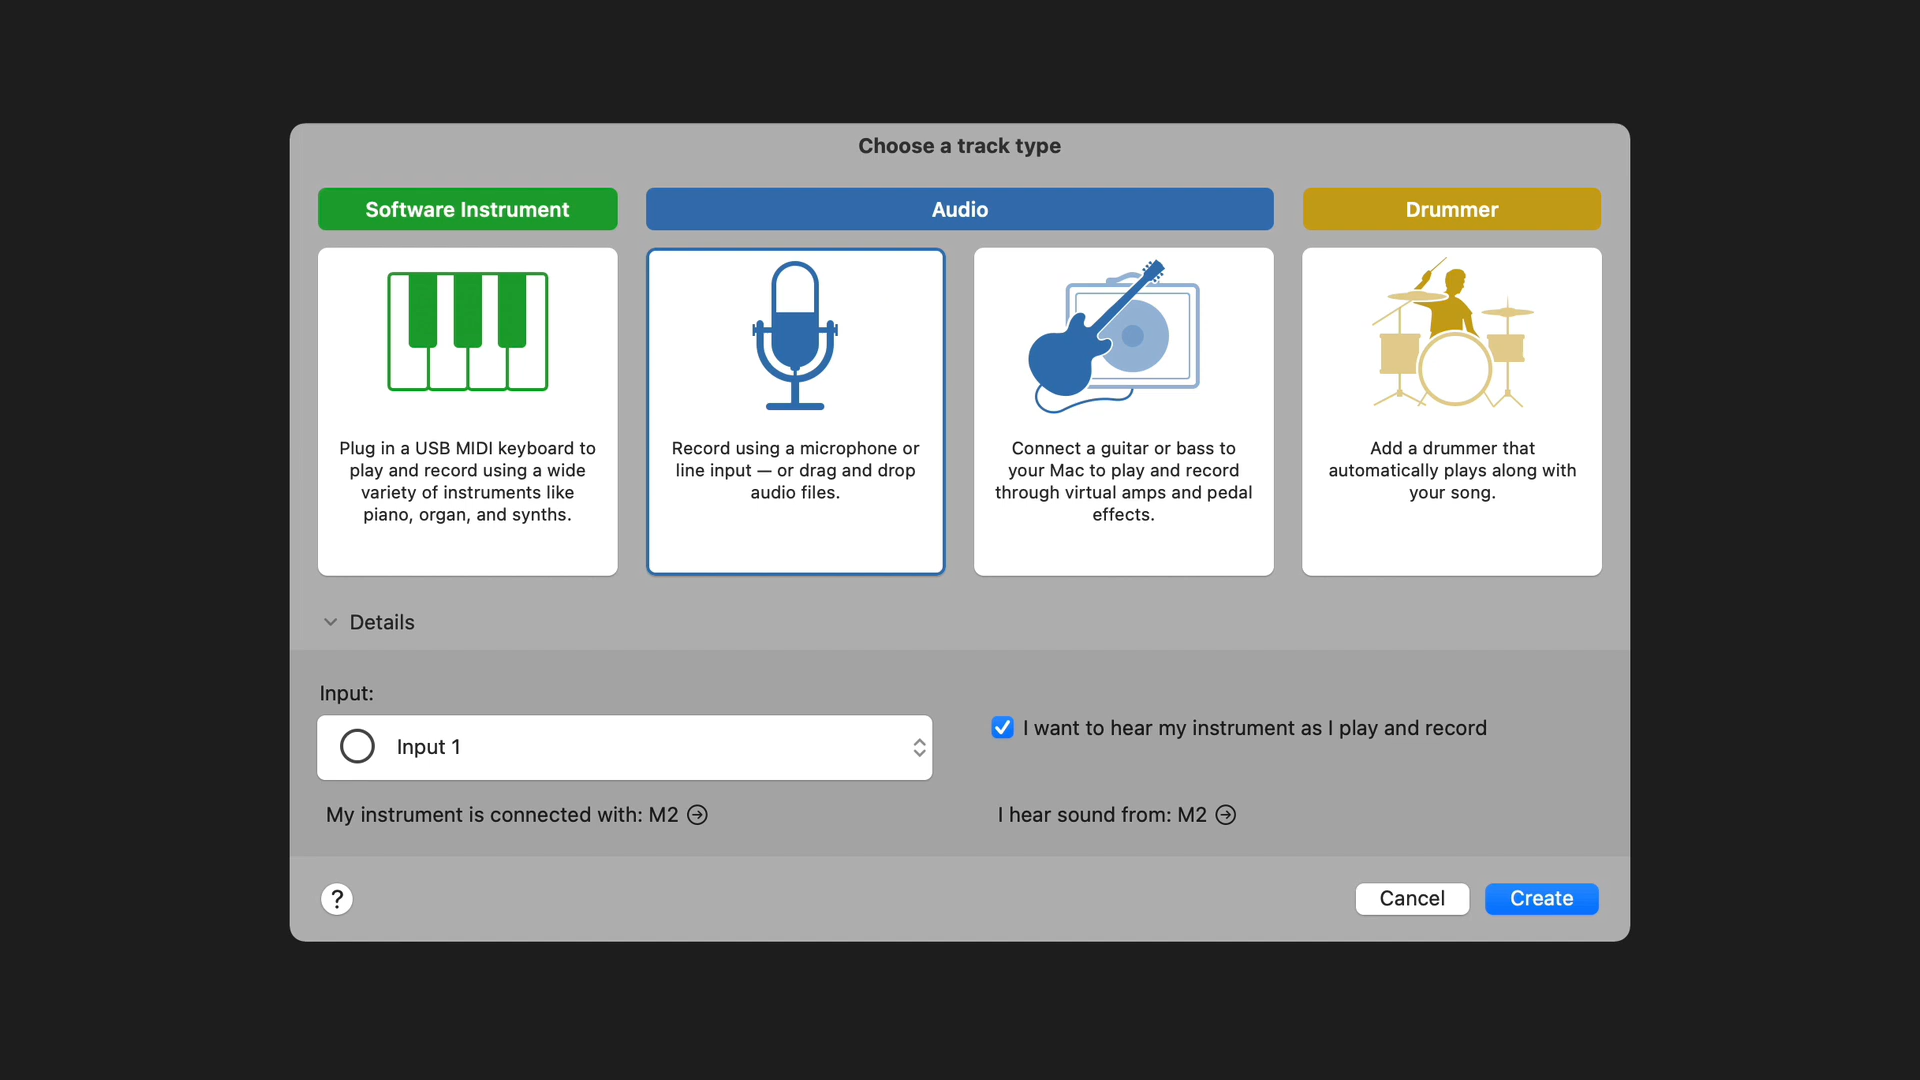 Choose a track type
Software Instrument
Audio
Drummer
Plug in a USB MIDI keyboard to
play and record using a wide
variety of instruments like
piano, organ, and synths.
Record using a microphone or
line input — or drag and drop
audio files.
Connect a guitar or bass to
your Mac to play and record
through virtual amps and pedal
effects.
Add a drummer that
automatically plays along with
your song.
Details
Input:
Input 1
I want to hear my instrument as I play and record
My instrument is connected with: M2
I hear sound from: M2
?
Cancel
Create